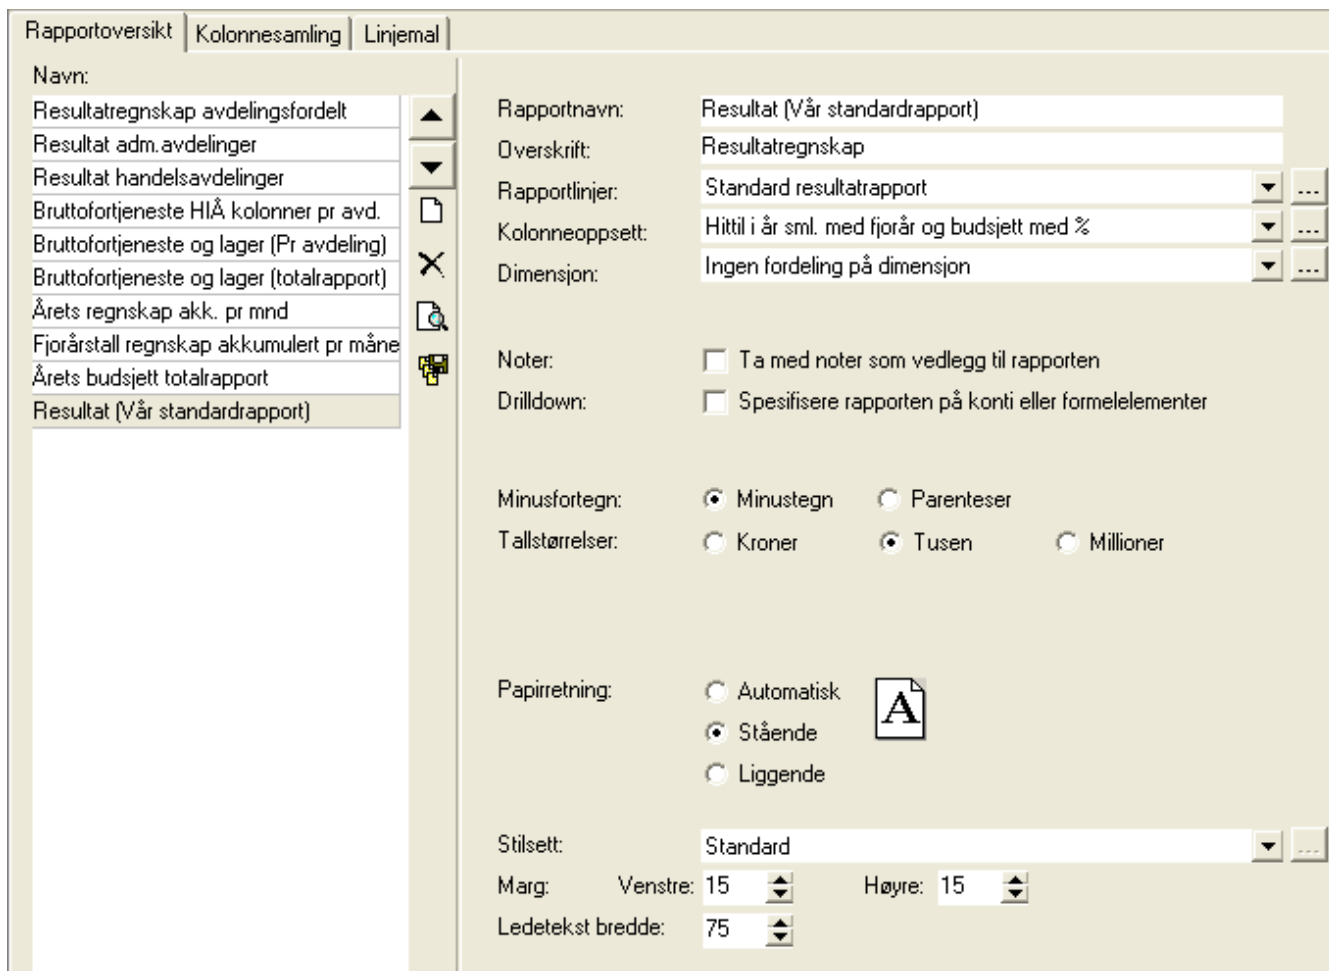 Rapportoversikt Kolonnesamling Linjemal
Navn:
Resultatregnskap avdelingsfordelt
Resultat adm.avdelinger
Resultat handelsavdelinger
Bruttofortjeneste HIÅ kolonner pr avd.
Bruttofortjeneste og lager (Pr avdeling)
Bruttofortjeneste og lager (totalrapport)
Årets regnskap akk. pr mnd
Fjorårstall regnskap akkumulert pr måne
Årets budsjett totalrapport
Resultat (Vår standardrapport)
Rapportnavn: Resultat (Vår standardrapport)
Overskrift: Resultatregnskap
Rapportlinjer: Standard resultatrapport ...
Kolonneoppsett: Hittil i år sml. med fjorår og budsjett med % ...
Dimensjon: Ingen fordeling på dimensjon ...
Noter: Ta med noter som vedlegg til rapporten
Drilldown: Spesifisere rapporten på konti eller formelelementer
Minusfortegn: Minustegn Parenteser
Tallstørrelser: Kroner Tusen Millioner
Papirretning: Automatisk
A
Stående
Liggende
Stilsett: Standard ...
Marg: Venstre: 15 Høyre: 15
Ledetekst bredde: 75